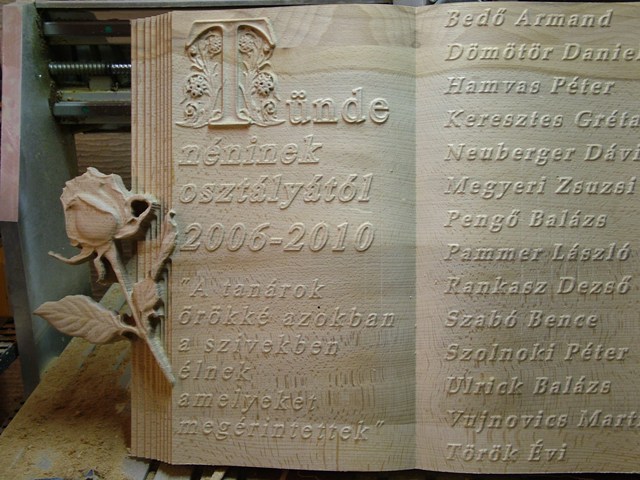 Tünde
néninek
osztályától
2006-2010
"A tanárok
örökké azokban
a szívekben
élnek
amelyeket
megérintettek"
Bedő Armand
Dömötör Daniel
Hamvas Péter
Keresztes Gréta
Neuberger Dávi
Megyeri Zsuzsi
Pengő Balázs
Pammer László
Rankasz Dezső
Szabó Bence
Szolnoki Péter
Ulrick Balázs
Vujnovics Mart
Török Évi